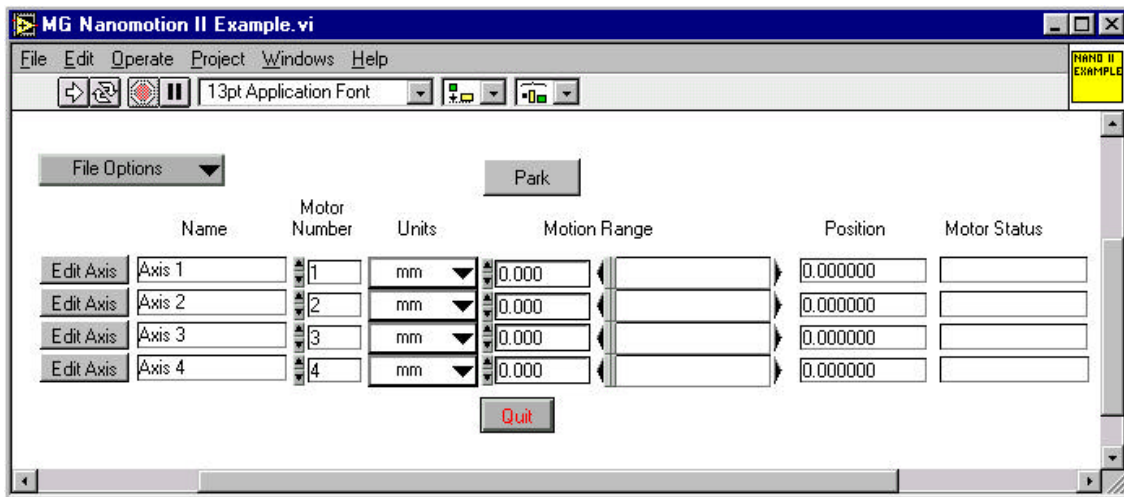 MG Nanomotion II Example.vi
File Edit Operate Project Windows Help
NANO II
EXAMPLE
13pt Application Font
File Options
Park
Name Motor Number Units Motion Range Position Motor Status
Edit Axis Axis 1 1 mm 0.000 0.000000
Edit Axis Axis 2 2 mm 0.000 0.000000
Edit Axis Axis 3 3 mm 0.000 0.000000
Edit Axis Axis 4 4 mm 0.000 0.000000
Quit